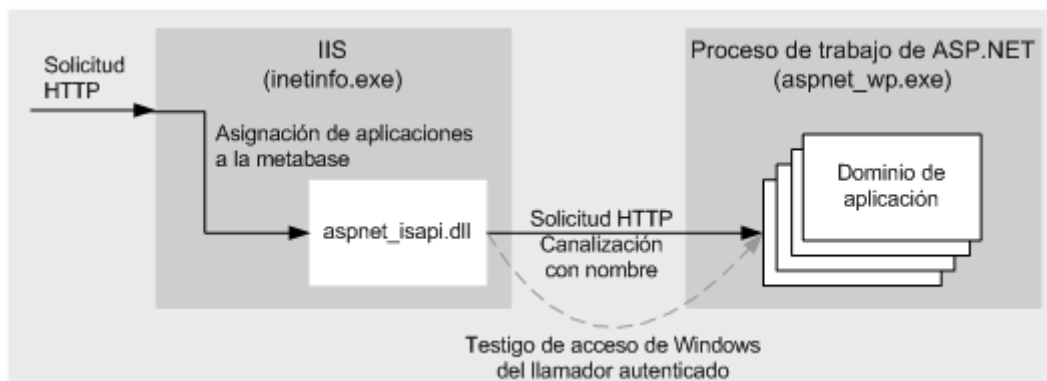 Solicitud
HTTP
IIS
(inetinfo.exe)
Asignación de aplicaciones
a la metabase
aspnet_isapi.dll
Solicitud HTTP
Canalización
con nombre
Testigo de acceso de Windows
del llamador autenticado
Proceso de trabajo de ASP.NET
(aspnet_wp.exe)
Dominio de
aplicación